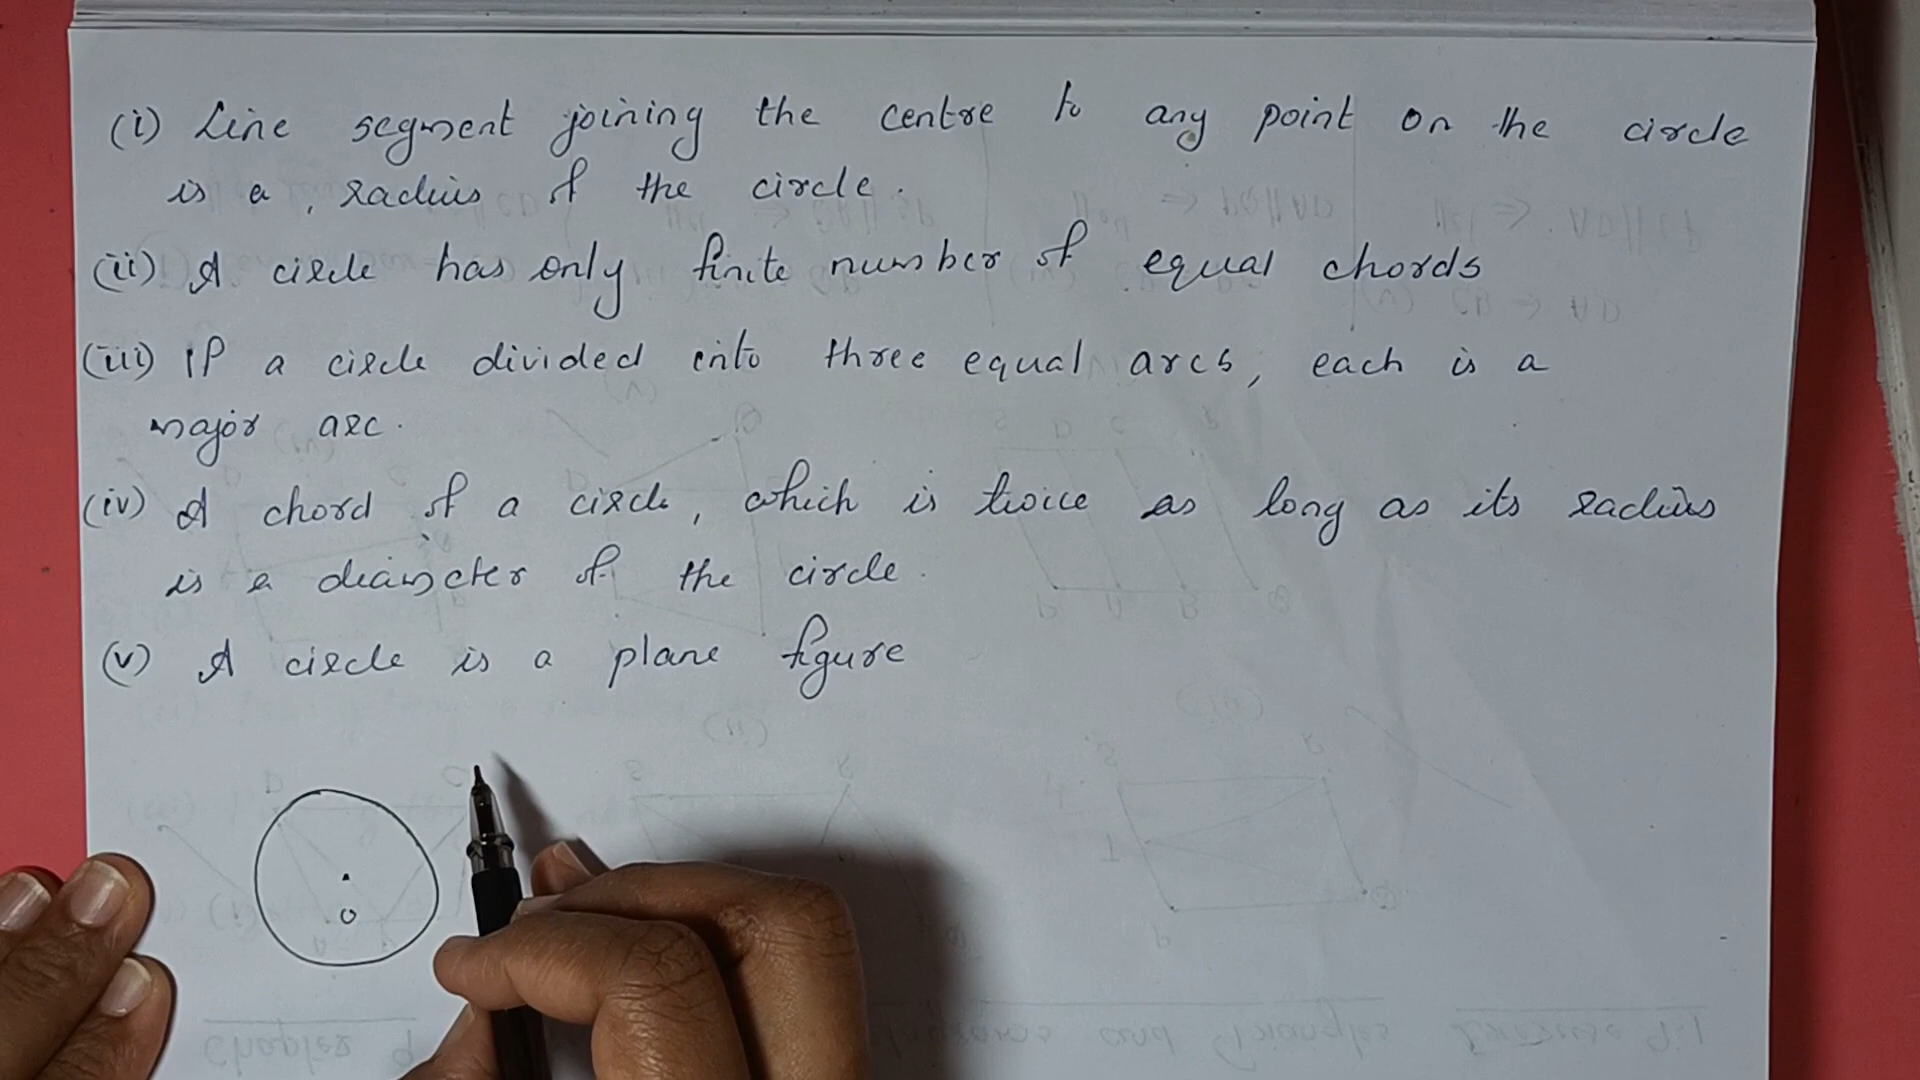 (i) Line segment joining the centre to any point on the circle
is a, radius of the circle.
(ii) A circle has only finite number of equal chords
(iii) If a circle divided into three equal arcs, each is a
major arc.
(iv) A chord of a circle, which is twice as long as its radius
is a diameter of the circle.
(v) A circle is a plane figure
O